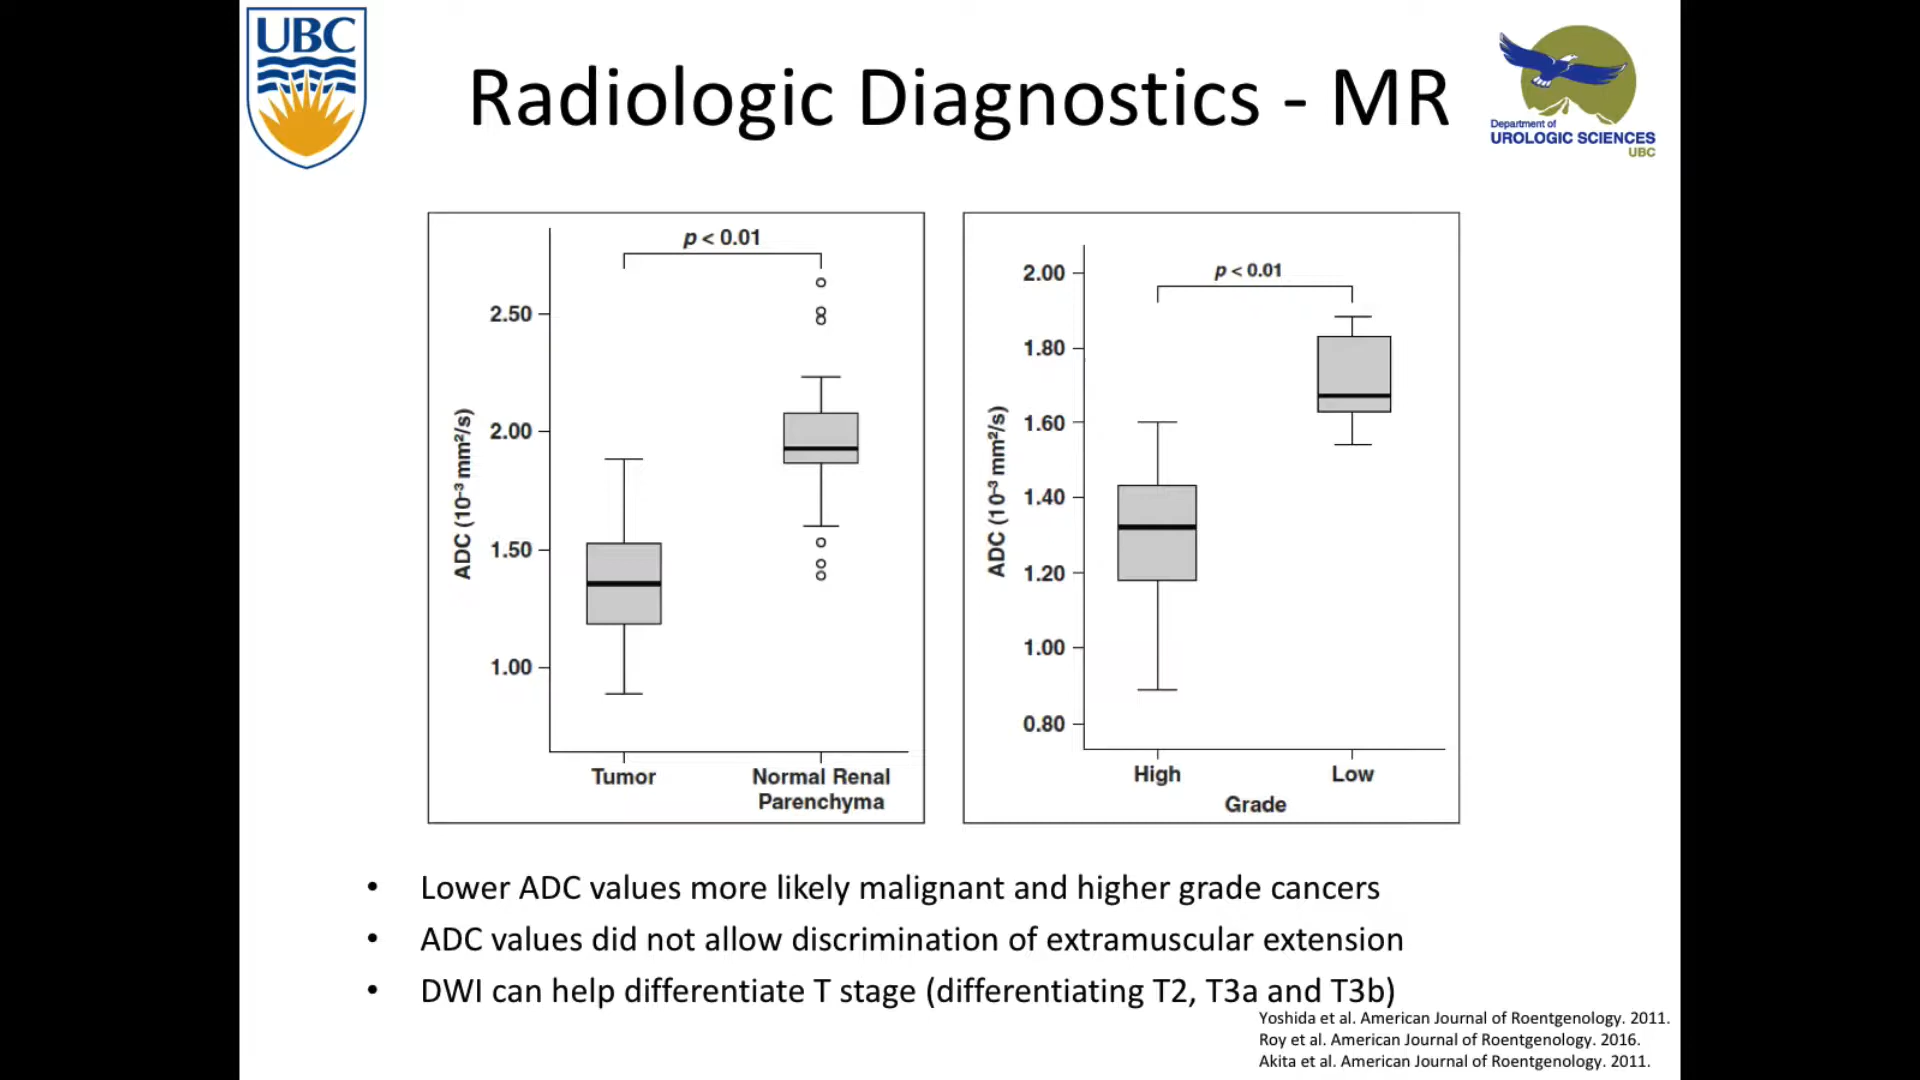 UBC
Radiologic Diagnostics - MR
Department of
UROLOGIC SCIENCES
UBC
p < 0.01
2.50
2.00
1.50
1.00
ADC (10⁻³ mm²/s)
Tumor
Normal Renal
Parenchyma
p < 0.01
2.00
1.80
1.60
1.40
1.20
1.00
0.80
ADC (10⁻³ mm²/s)
High
Low
Grade
• Lower ADC values more likely malignant and higher grade cancers
• ADC values did not allow discrimination of extramuscular extension
• DWI can help differentiate T stage (differentiating T2, T3a and T3b)
Yoshida et al. American Journal of Roentgenology. 2011.
Roy et al. American Journal of Roentgenology. 2016.
Akita et al. American Journal of Roentgenology. 2011.